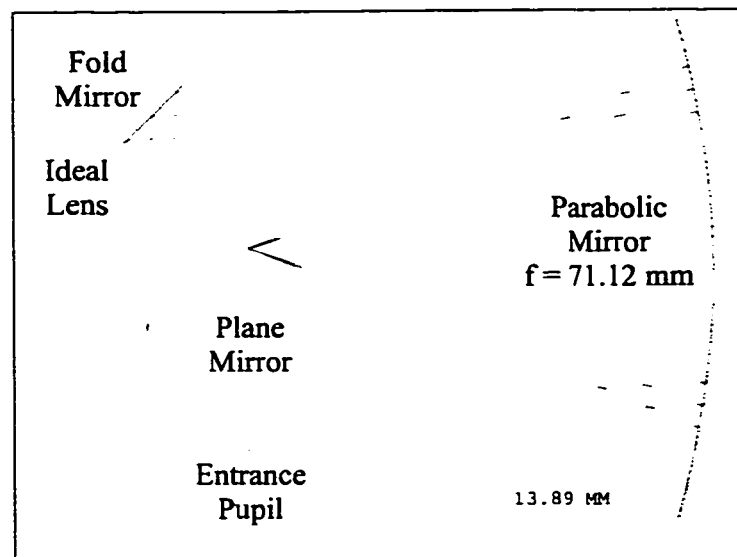 Fold
Mirror
Ideal
Lens
Parabolic
Mirror
f = 71.12 mm
Plane
Mirror
Entrance
Pupil
13.89 MM